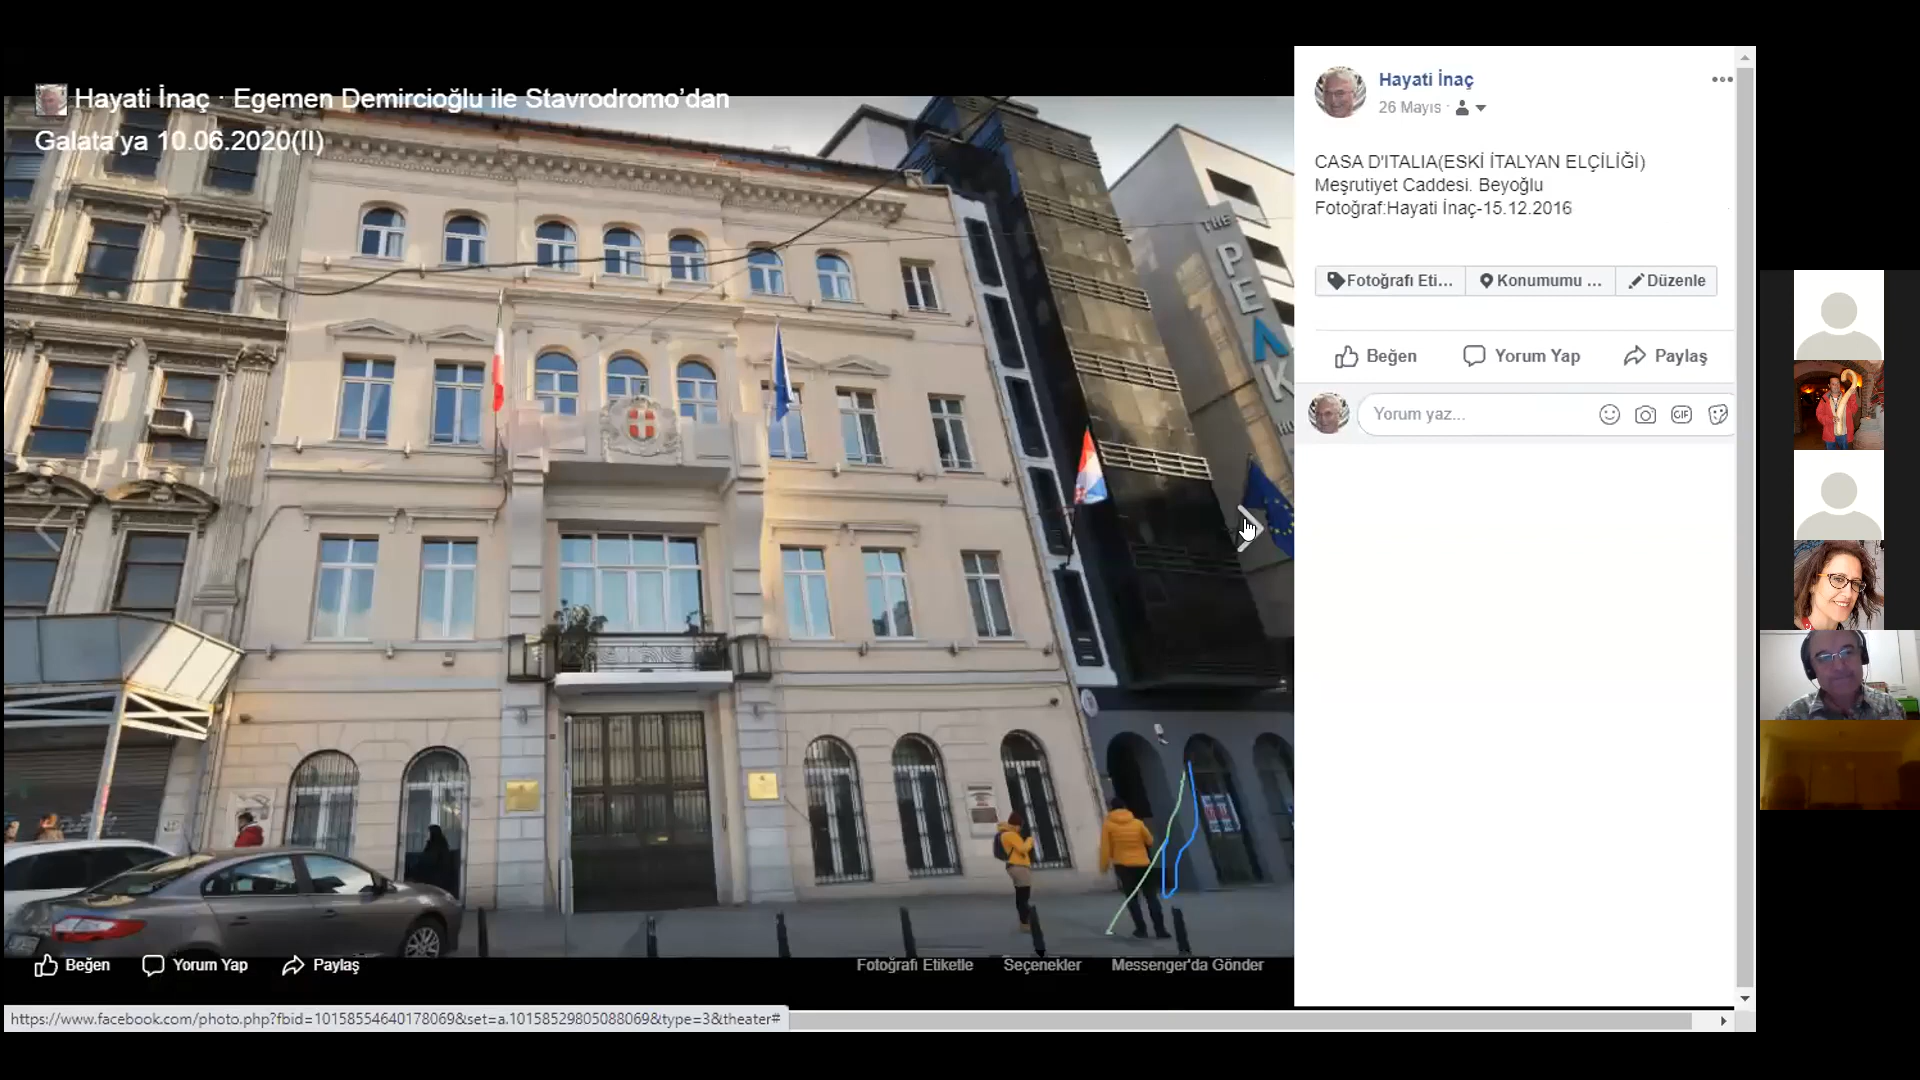 Hayati İnaç · Egemen Demircioğlu ile Stavrodromo'dan
Galata'ya 10.06.2020(II)
THE
PEAK
Beğen
Yorum Yap
Paylaş
Fotoğrafı Etiketle
Seçenekler
Messenger'da Gönder
https://www.facebook.com/photo.php?fbid=10158554640178069&set=a.10158529805088069&type=3&theater#
Hayati İnaç
26 Mayıs ·
CASA D'ITALIA(ESKİ İTALYAN ELÇİLİĞİ)
Meşrutiyet Caddesi. Beyoğlu
Fotoğraf:Hayati İnaç-15.12.2016
Fotoğrafı Eti...
Konumumu ...
Düzenle
Beğen
Yorum Yap
Paylaş
Yorum yaz...
GIF